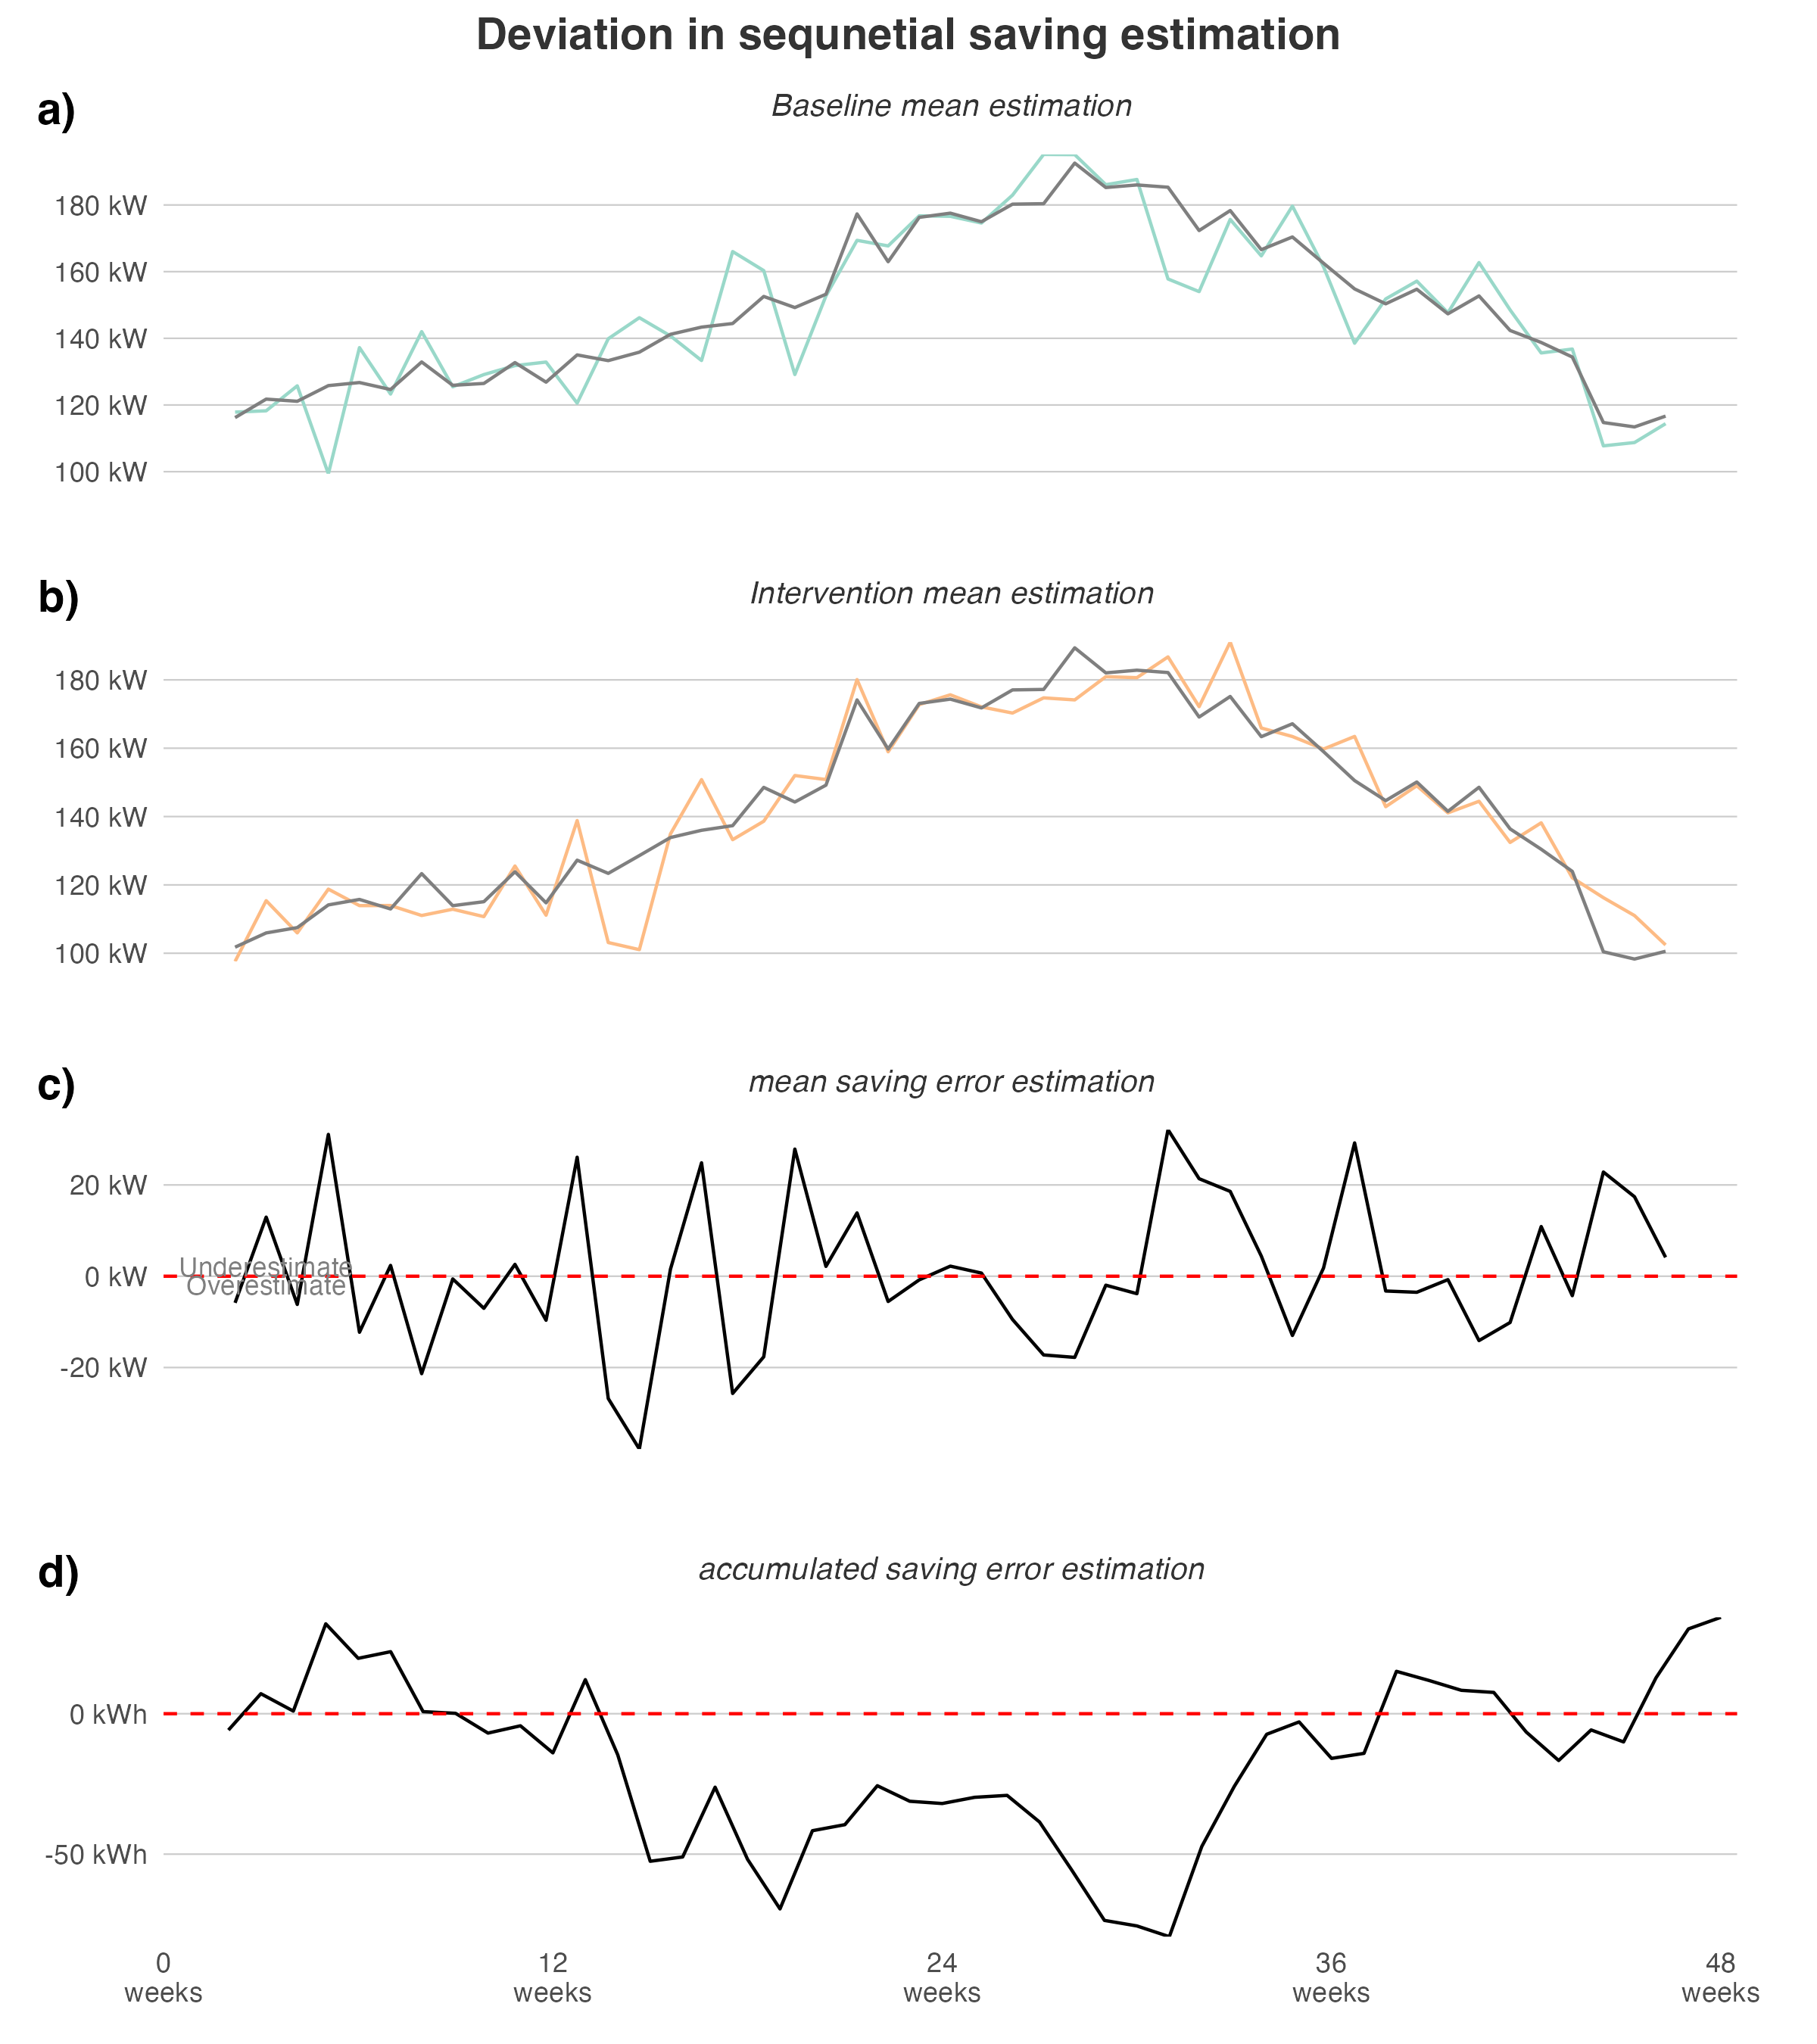 Deviation in sequnetial saving estimation
a)
Baseline mean estimation
180 kW
160 kW
140 kW
120 kW
100 kW
b)
Intervention mean estimation
180 kW
160 kW
140 kW
120 kW
100 kW
c)
mean saving error estimation
20 kW
Underestimate
0 kW
Overestimate
-20 kW
d)
accumulated saving error estimation
0 kWh
-50 kWh
0 12 24 36 48
weeks weeks weeks weeks weeks